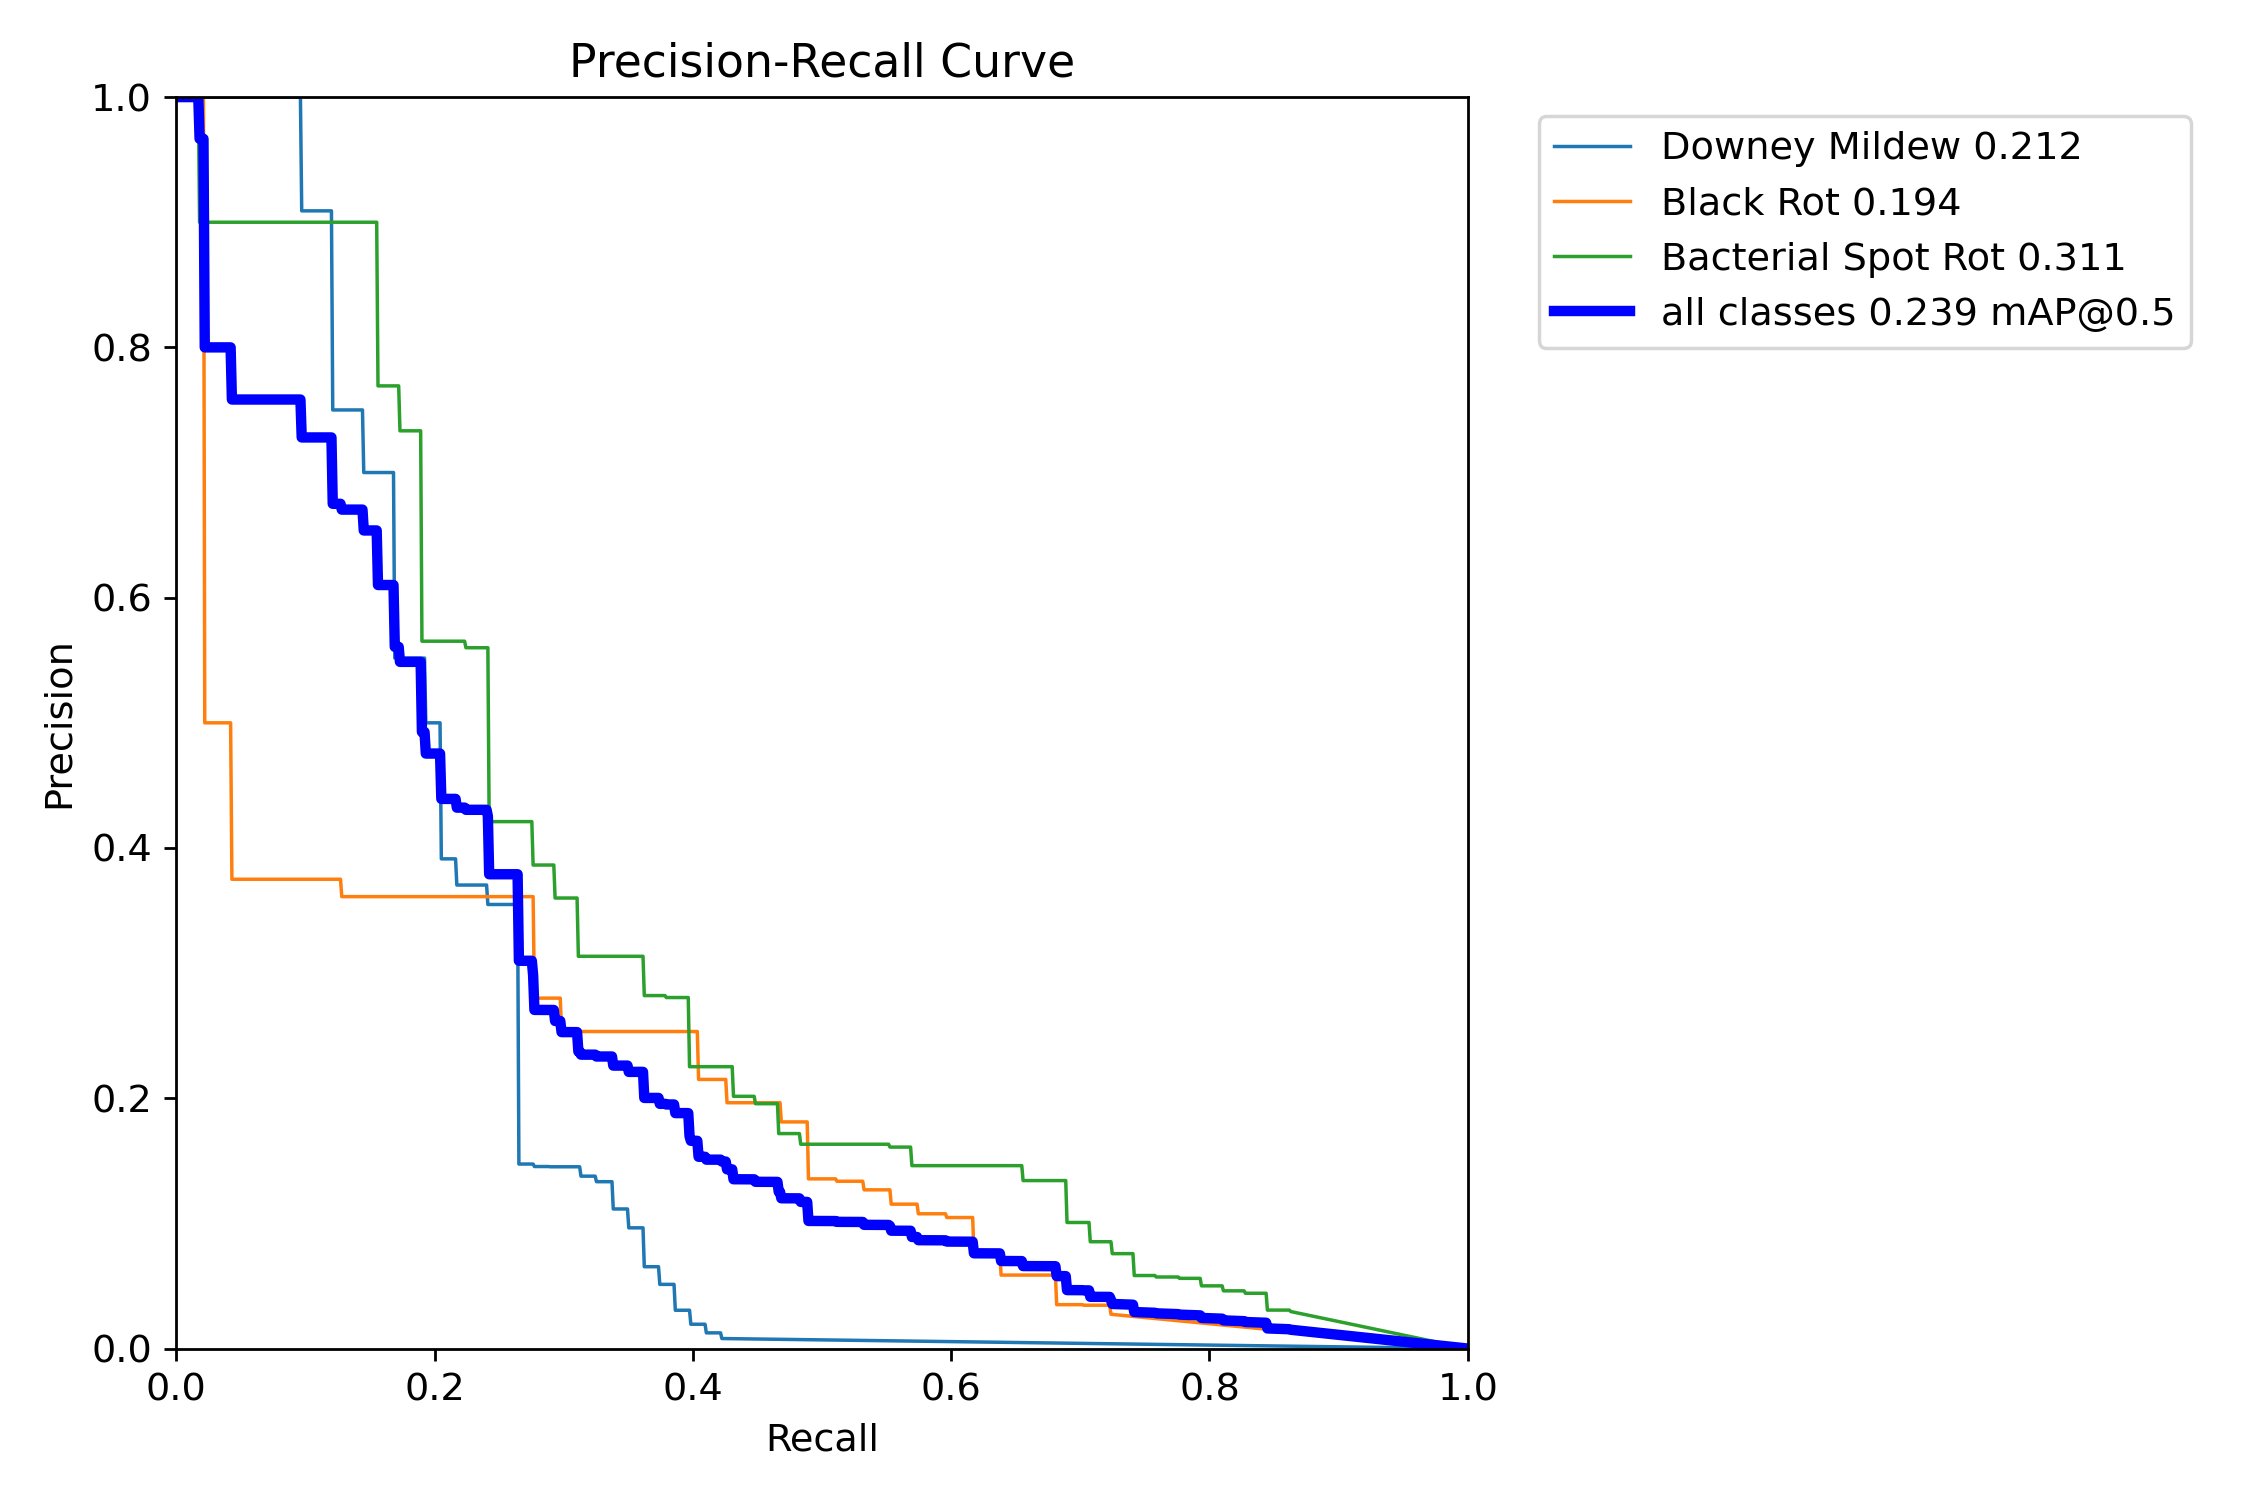 Precision-Recall Curve
1.0
0.8
0.6
0.4
0.2
0.0
Precision
0.0 0.2 0.4 0.6 0.8 1.0
Recall
Downey Mildew 0.212
Black Rot 0.194
Bacterial Spot Rot 0.311
all classes 0.239 mAP@0.5